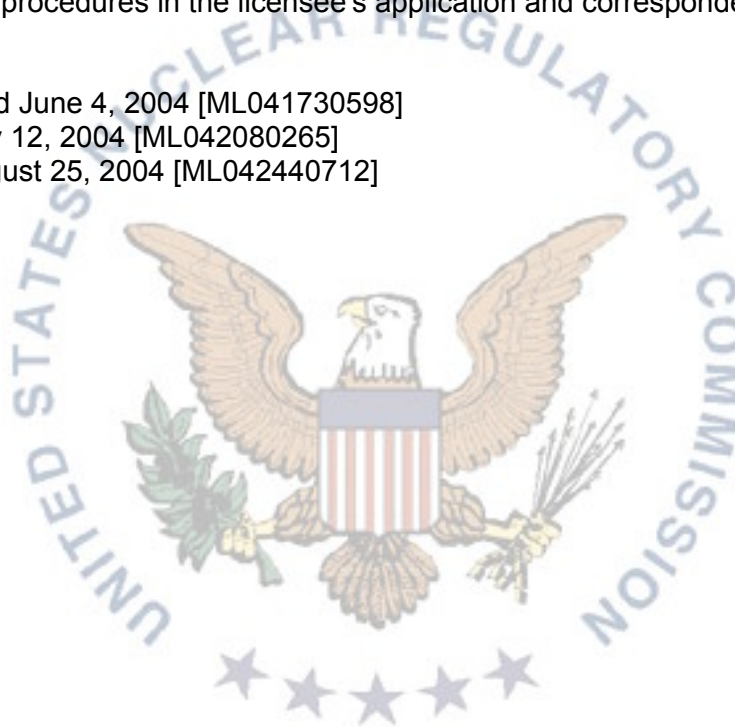 procedures in the licensee's application and corresponde
UNITED STATES NUCLEAR REGULATORY COMMISSION
d June 4, 2004 [ML041730598]
12, 2004 [ML042080265]
gust 25, 2004 [ML042440712]